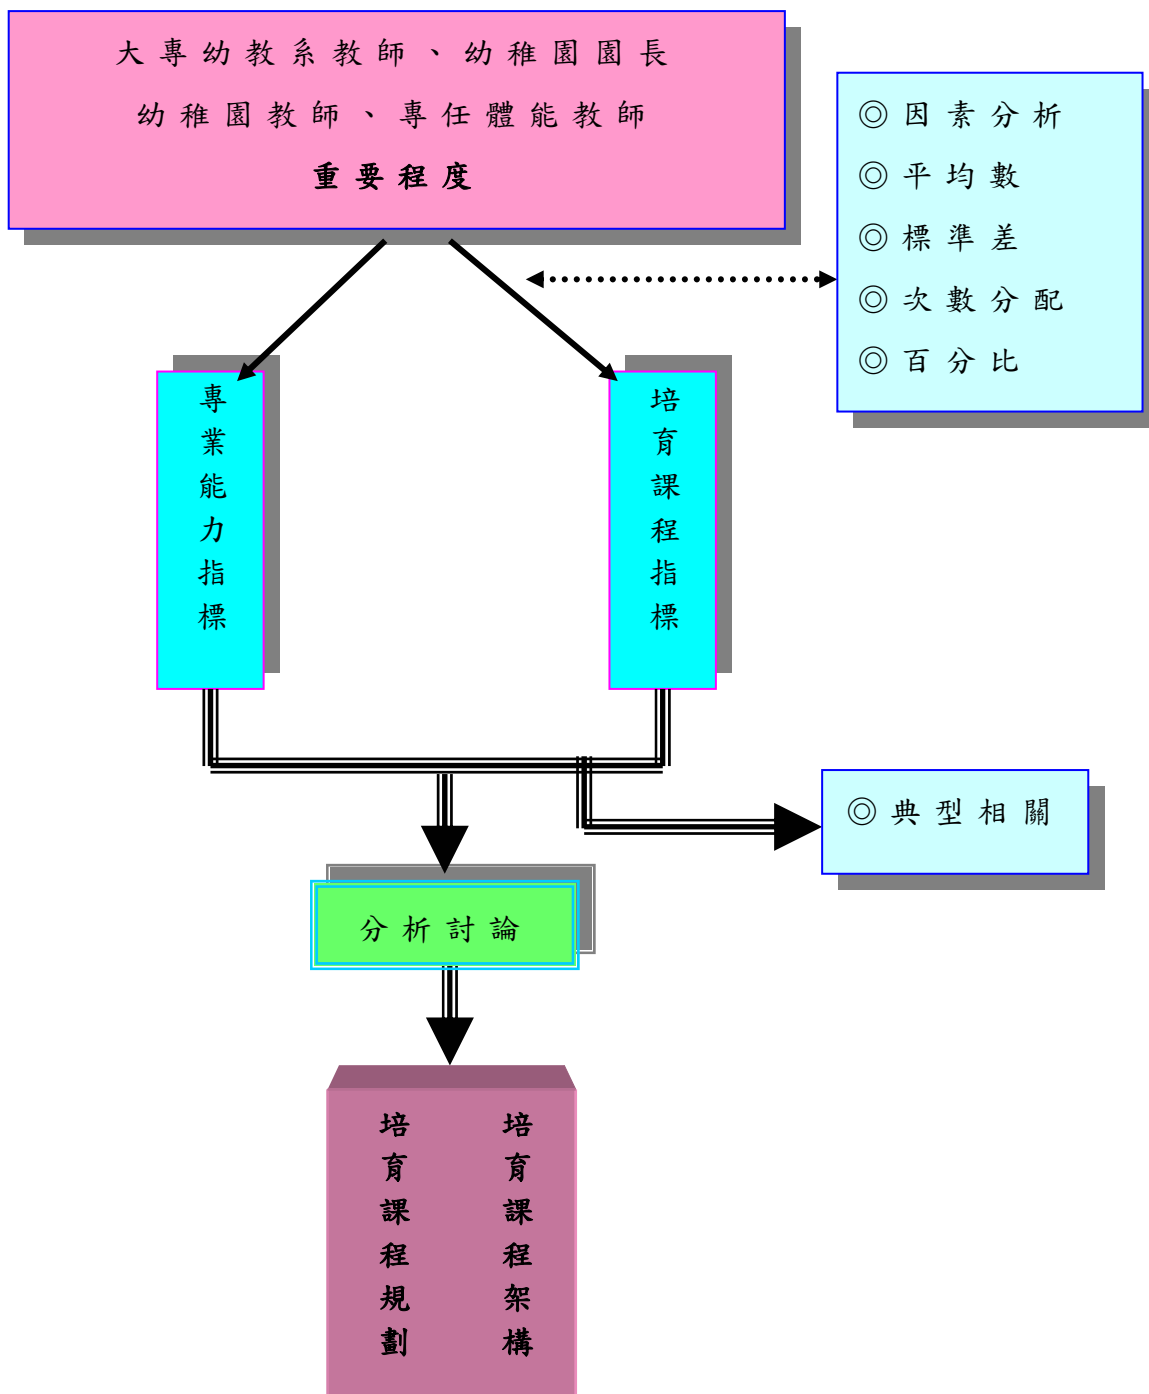 大專幼教系教師、幼稚園園長
幼稚園教師、專任體能教師
重要程度
◎因素分析
◎平均數
◎標準差
◎次數分配
◎百分比
專業能力指標
培育課程指標
◎典型相關
分析討論
培育課程架構
培育課程規劃